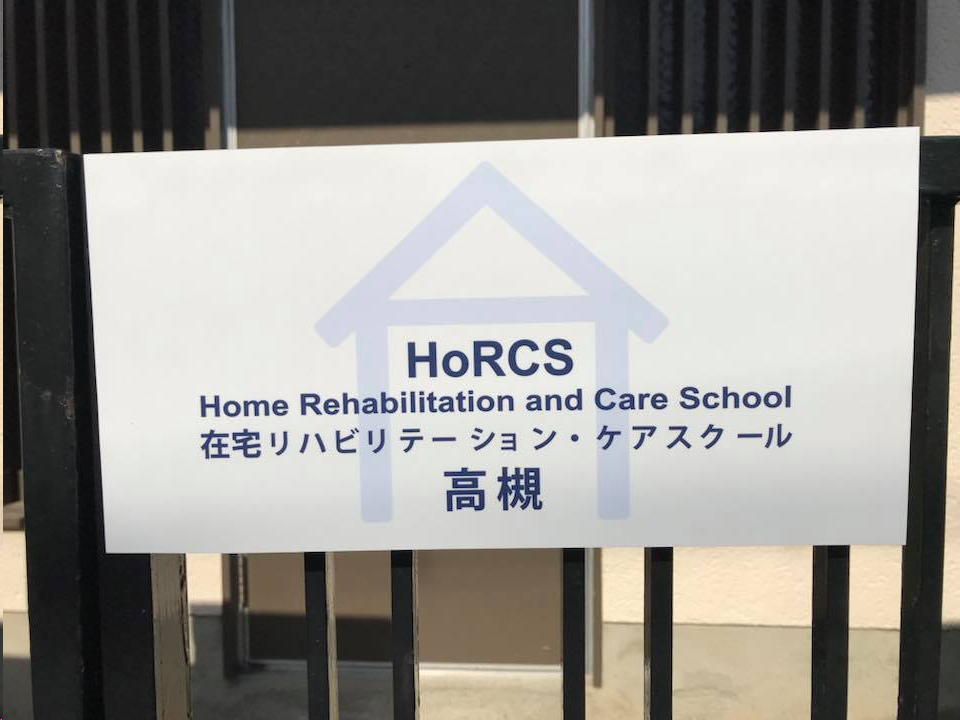 HoRCS
Home Rehabilitation and Care School
在宅リハビリテーション・ケアスクール
高槻